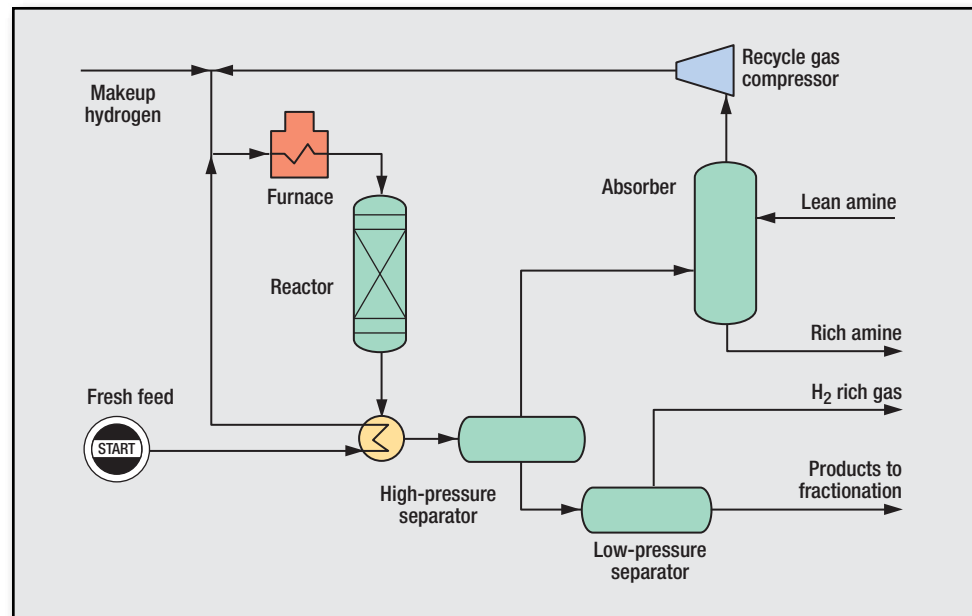 Recycle gas
compressor
Makeup
hydrogen
Furnace
Absorber
Lean amine
Reactor
Rich amine
Fresh feed
START
H₂ rich gas
High-pressure
separator
Products to
fractionation
Low-pressure
separator